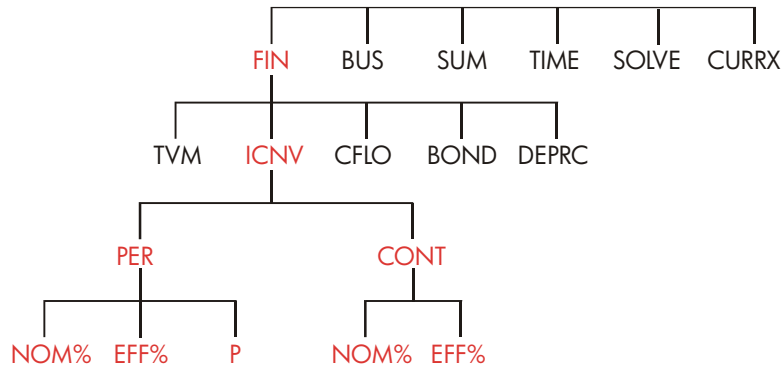 FIN BUS SUM TIME SOLVE CURRX
TVM ICNV CFLO BOND DEPRC
PER CONT
NOM% EFF% P NOM% EFF%